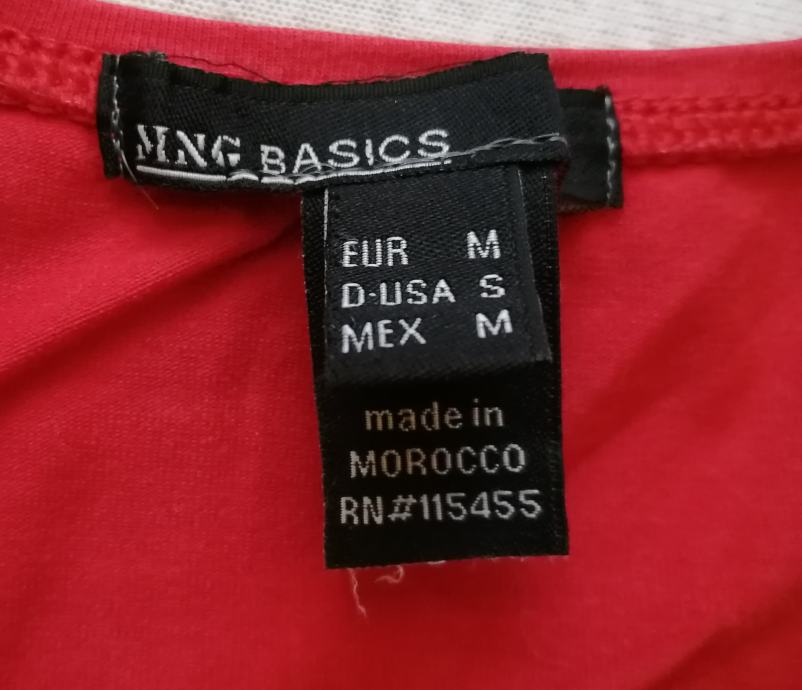 MNG BASICS
EUR M
D-USA S
MEX M
made in
MOROCCO
RN#115455